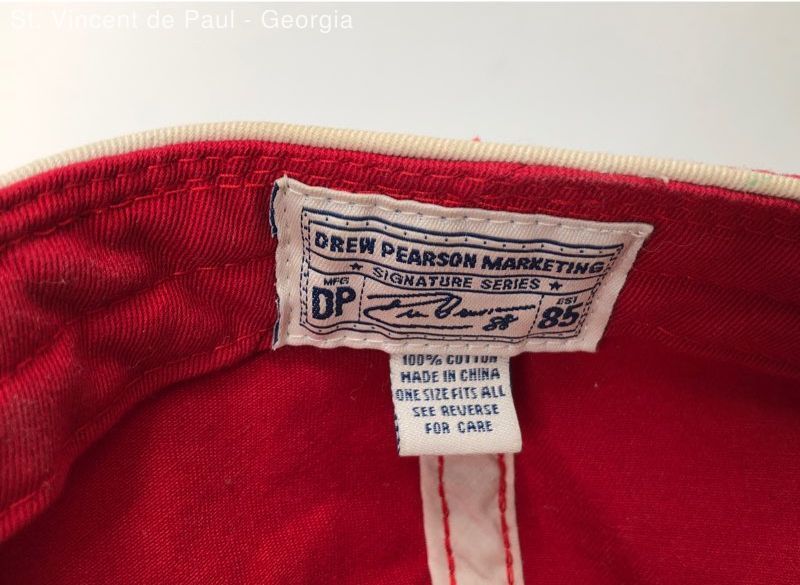 St. Vincent de Paul - Georgia
DREW PEARSON MARKETING
★ SIGNATURE SERIES ★
MFG
DP
88
EST
85
100% COTTON
MADE IN CHINA
ONE SIZE FITS ALL
SEE REVERSE
FOR CARE